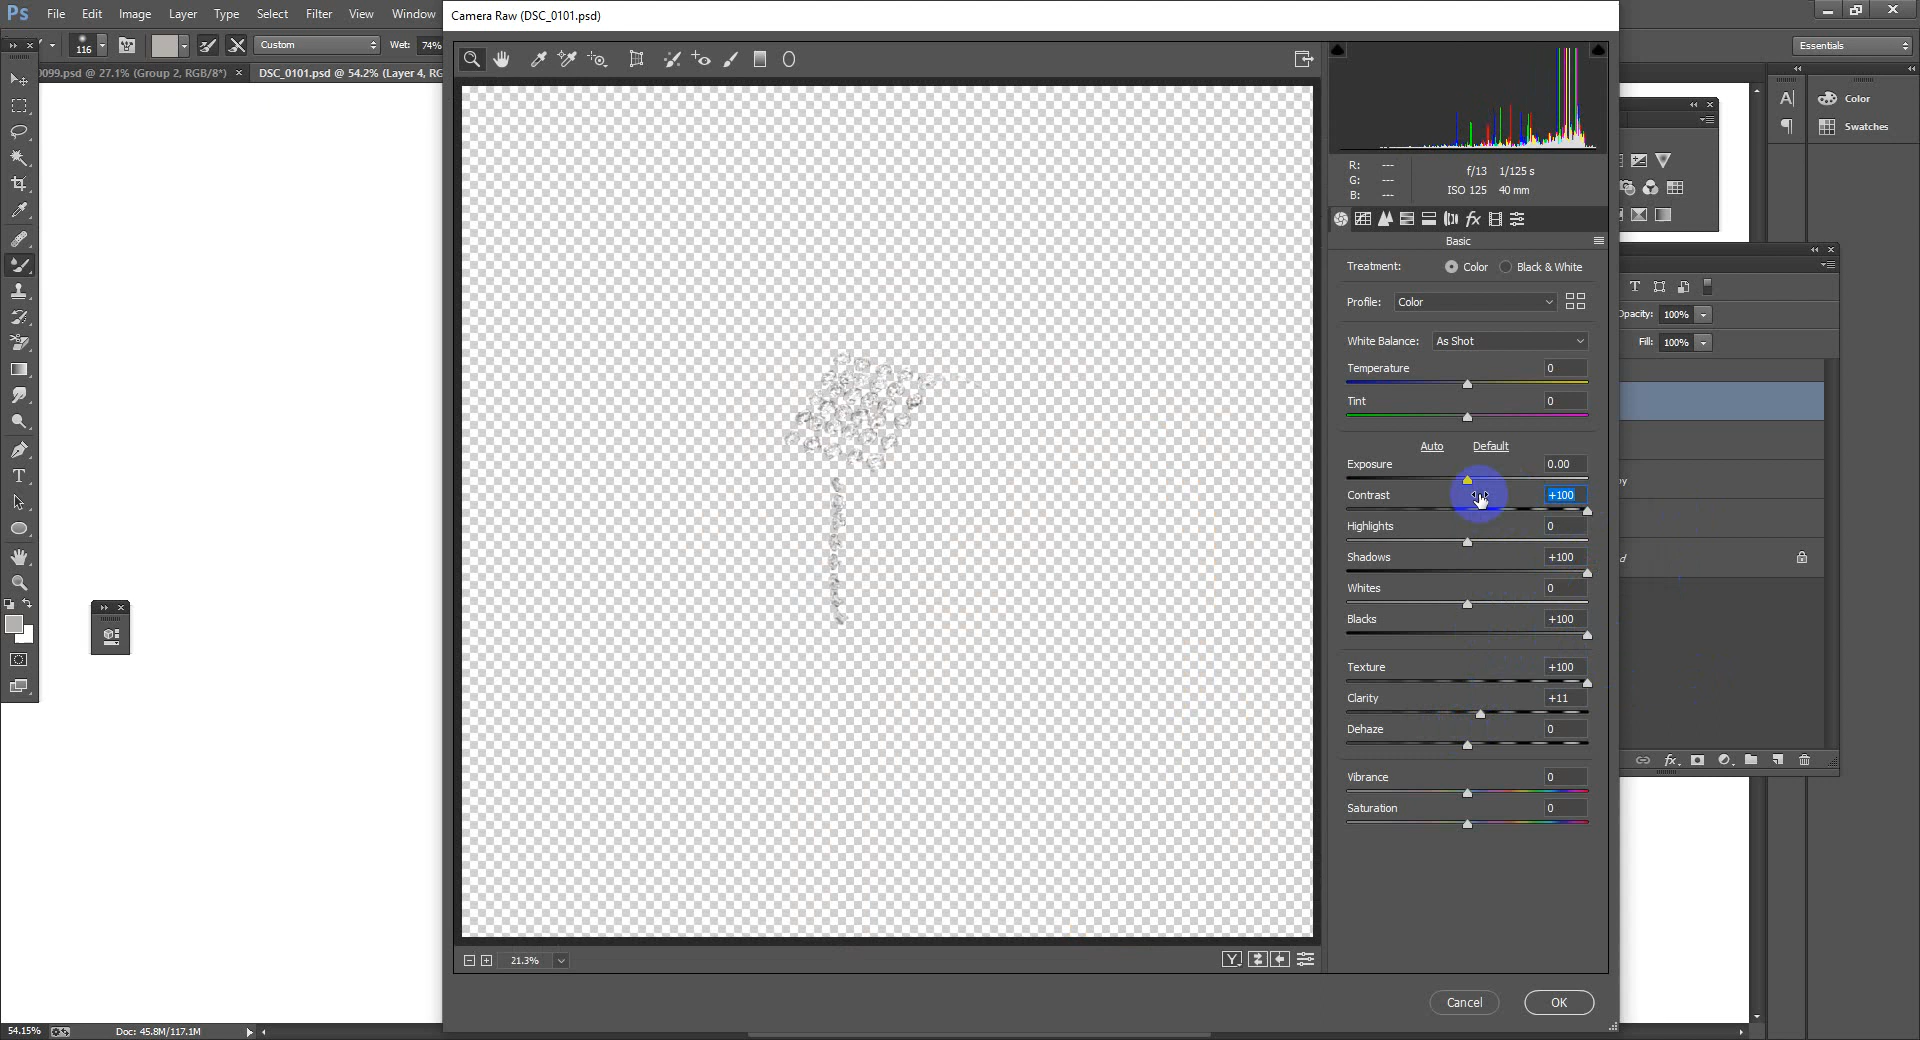 Ps File Edit Image Layer Type Select Filter View Window
Camera Raw (DSC_0101.psd)
116 Custom Wet: 74%
Essentials
0099.psd @ 27.1% (Group 2, RGB/8*) × DSC_0101.psd @ 54.2% (Layer 4, RG
Color
Swatches
R: ---
G: ---
B: ---
f/13 1/125 s
ISO 125 40 mm
Basic
Treatment: Color Black & White
Profile: Color
White Balance: As Shot
Temperature 0
Tint 0
Auto Default
Exposure 0.00
Contrast +100
Highlights 0
Shadows +100
Whites 0
Blacks +100
Texture +100
Clarity +11
Dehaze 0
Vibrance 0
Saturation 0
Opacity: 100%
Fill: 100%
py
d
21.3%
Y
Cancel OK
54.15% Doc: 45.8M/117.1M